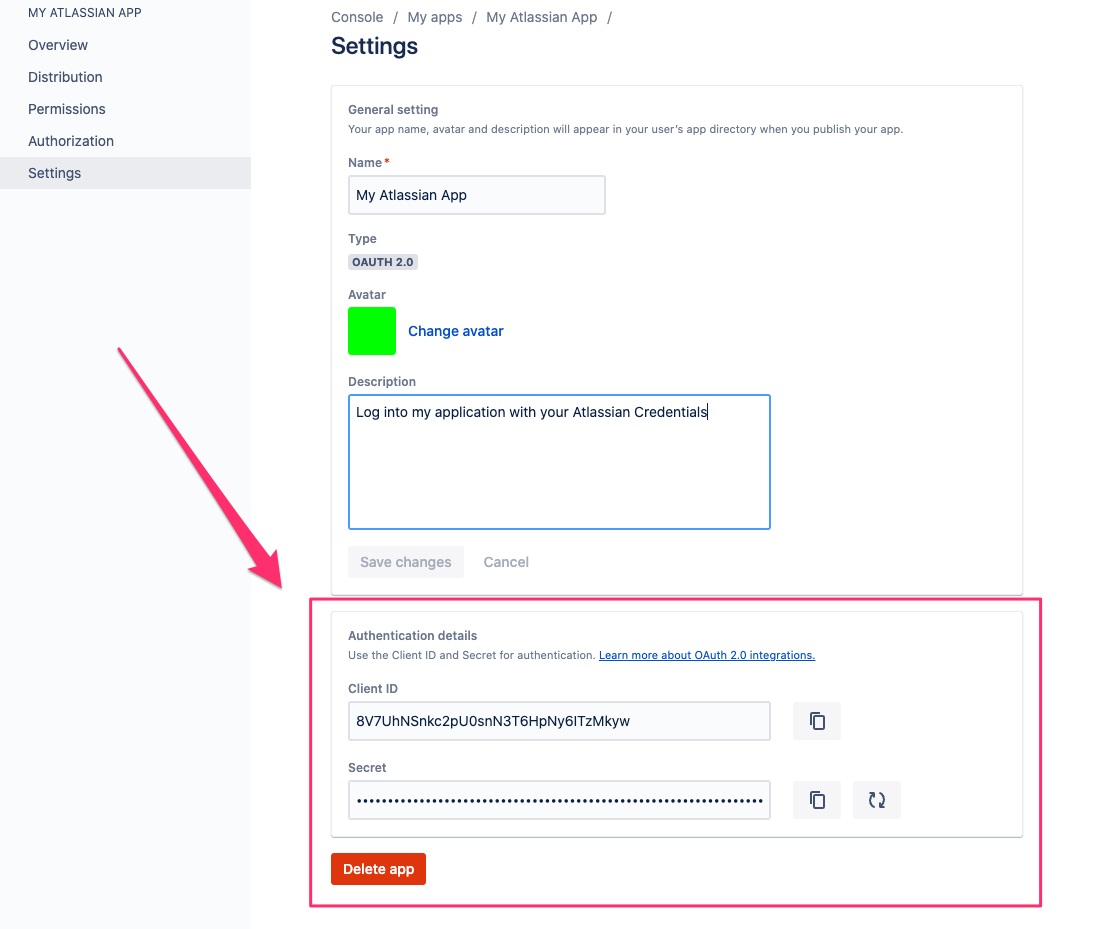 MY ATLASSIAN APP
Overview
Distribution
Permissions
Authorization
Settings
Console / My apps / My Atlassian App /
Settings
General setting
Your app name, avatar and description will appear in your user's app directory when you publish your app.
Name*
My Atlassian App
Type
OAUTH 2.0
Avatar
Change avatar
Description
Log into my application with your Atlassian Credentials
Save changes Cancel
Authentication details
Use the Client ID and Secret for authentication. Learn more about OAuth 2.0 integrations.
Client ID
8V7UhNSnkc2pU0snN3T6HpNy6ITzMkyw
Secret
Delete app